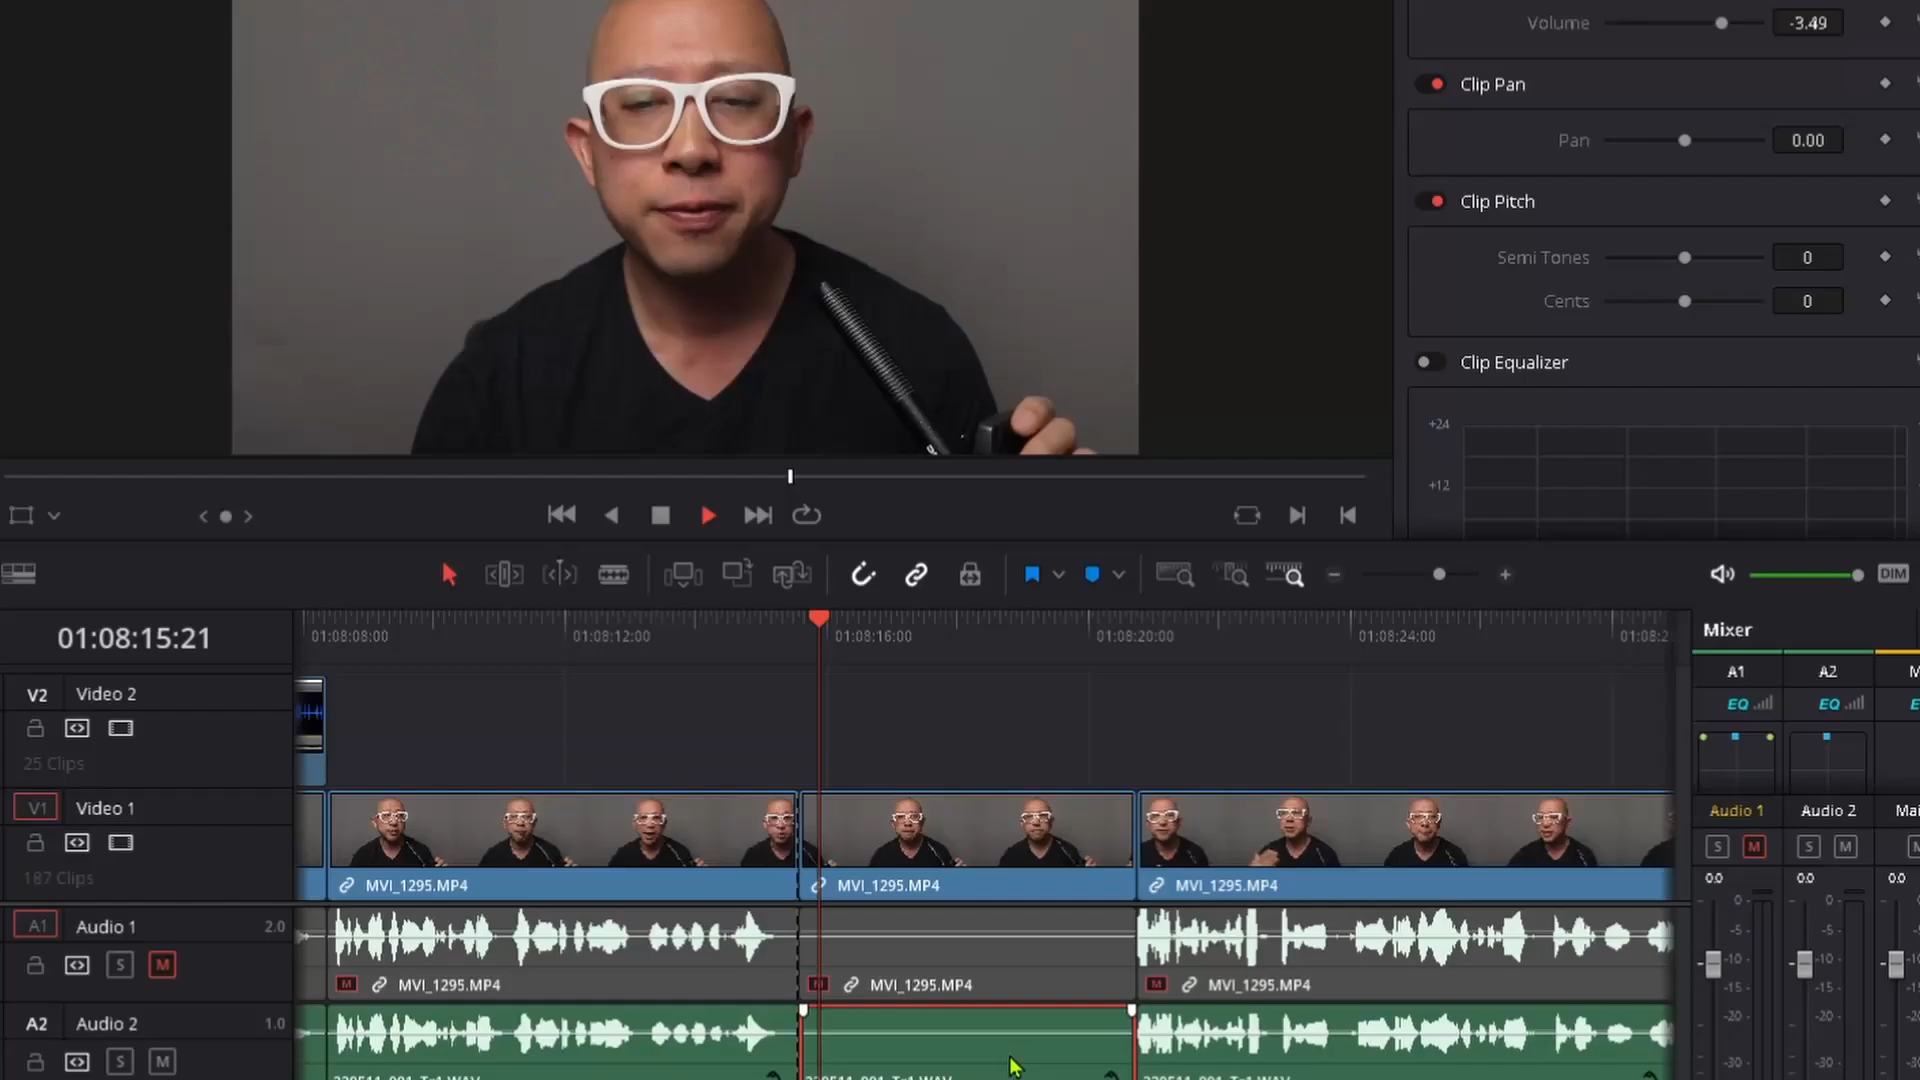 Volume -3.49
Clip Pan
Pan 0.00
Clip Pitch
Semi Tones 0
Cents 0
Clip Equalizer
+24
+12
DIM
01:08:15:21
01:08:08:00 01:08:12:00 01:08:16:00 01:08:20:00 01:08:24:00 01:08:2
Mixer
A1 A2 M
EQ EQ E
V2 Video 2
25 Clips
V1 Video 1
187 Clips
MVI_1295.MP4 MVI_1295.MP4 MVI_1295.MP4
Audio 1 Audio 2 Mai
S M S M M
0.0 0.0 0.0
A1 Audio 1 2.0
S M
M MVI_1295.MP4 M MVI_1295.MP4 M MVI_1295.MP4
0 0 0
-5 -5 -5
-10 -10 -10
-15 -15 -15
-20 -20 -20
-30 -30 -30
A2 Audio 2 1.0
S M